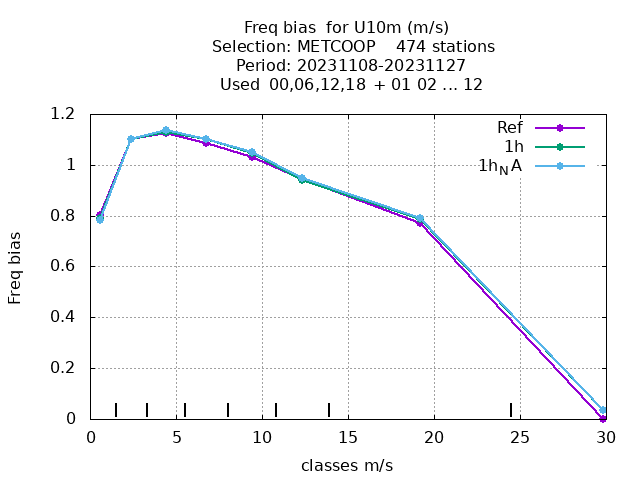 Freq bias  for U10m (m/s)
Selection: METCOOP    474 stations
Period: 20231108-20231127
Used  00,06,12,18  + 01 02 ... 12
Freq bias
1.2
1
0.8
0.6
0.4
0.2
0
Ref
1h
1h_NA
0 5 10 15 20 25 30
classes m/s